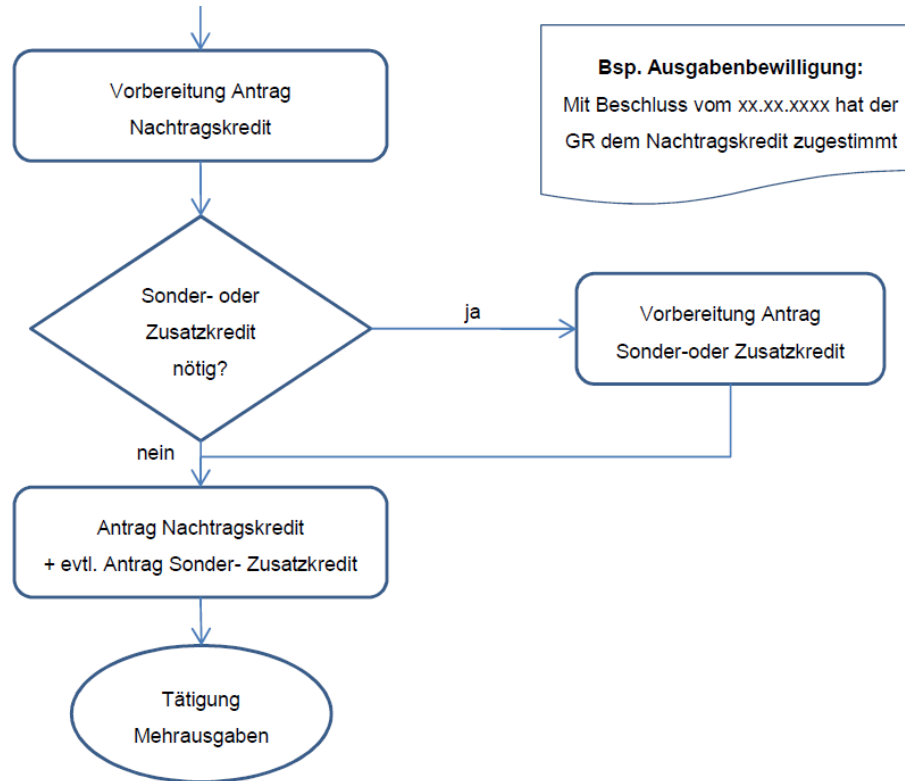 Vorbereitung Antrag
Nachtragskredit
Bsp. Ausgabenbewilligung:
Mit Beschluss vom xx.xx.xxxx hat der
GR dem Nachtragskredit zugestimmt
Sonder- oder
Zusatzkredit
nötig?
ja
Vorbereitung Antrag
Sonder-oder Zusatzkredit
nein
Antrag Nachtragskredit
+ evtl. Antrag Sonder- Zusatzkredit
Tätigung
Mehrausgaben